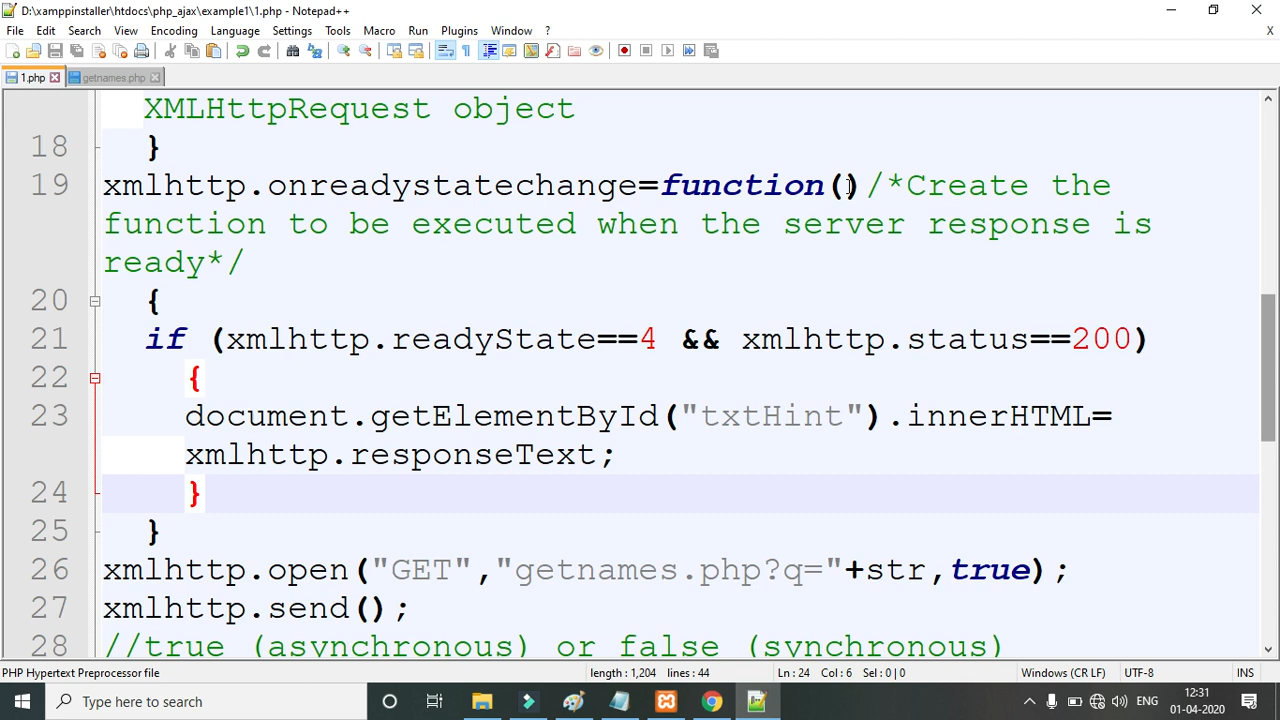 D:\xamppinstaller\htdocs\php_ajax\example1\1.php - Notepad++
File Edit Search View Encoding Language Settings Tools Macro Run Plugins Window ? X
1.php getnames.php
XMLHttpRequest object
18 }
19 xmlhttp.onreadystatechange=function()/*Create the
function to be executed when the server response is
ready*/
20 {
21 if (xmlhttp.readyState==4 && xmlhttp.status==200)
22 {
23 document.getElementById("txtHint").innerHTML=
xmlhttp.responseText;
24 }
25 }
26 xmlhttp.open("GET","getnames.php?q="+str,true);
27 xmlhttp.send();
28 //true (asynchronous) or false (synchronous)
PHP Hypertext Preprocessor file length : 1,204 lines : 44 Ln : 24 Col : 6 Sel : 0 | 0 Windows (CR LF) UTF-8 INS
Type here to search ENG 12:31
01-04-2020